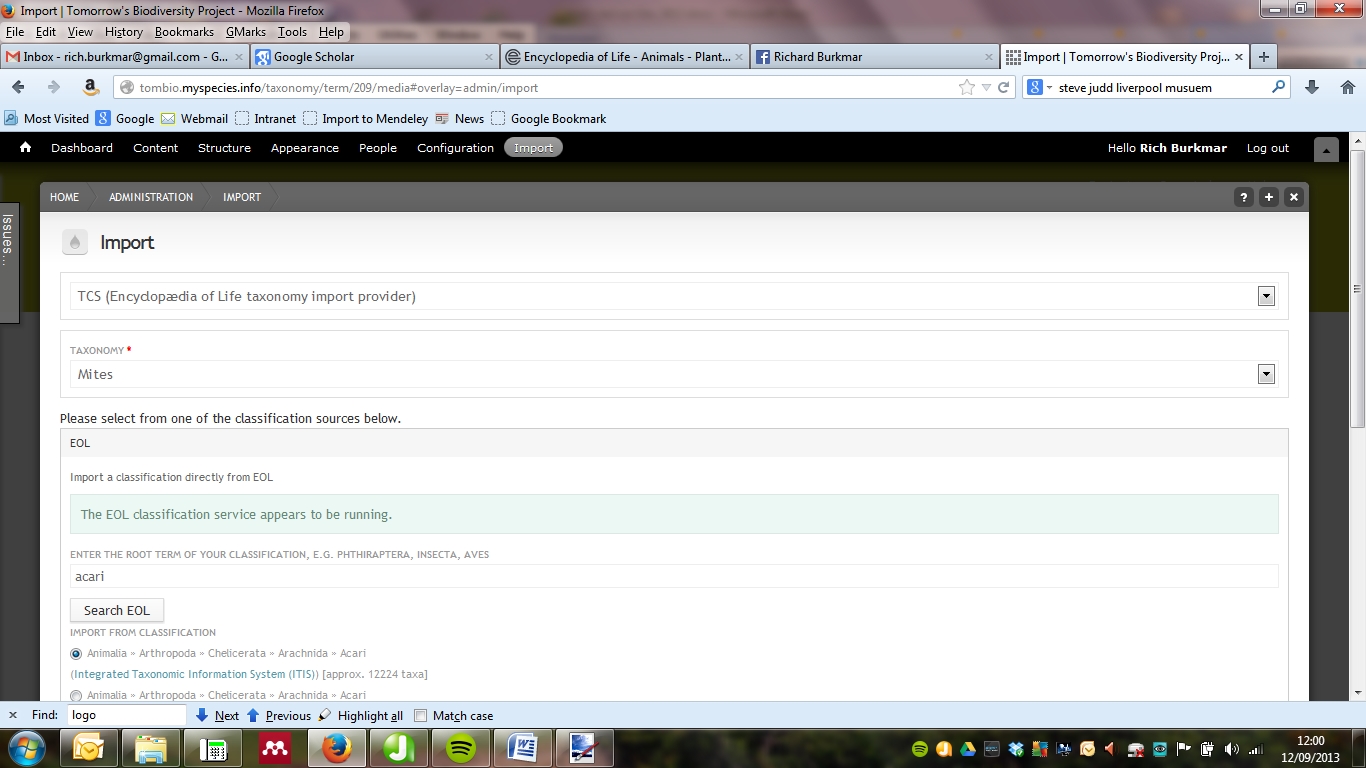 Import | Tomorrow's Biodiversity Project - Mozilla Firefox
File Edit View History Bookmarks GMarks Tools Help
Inbox - rich.burkmar@gmail.com - G... Google Scholar Encyclopedia of Life - Animals - Plant... Richard Burkmar Import | Tomorrow's Biodiversity Proj...
tombio.myspecies.info/taxonomy/term/209/media#overlay=admin/import steve judd liverpool musuem
Most Visited Google Webmail Intranet Import to Mendeley News Google Bookmark
Dashboard Content Structure Appearance People Configuration Import Hello Rich Burkmar Log out
HOME ADMINISTRATION IMPORT
Issues...
Import
TCS (Encyclopædia of Life taxonomy import provider)
TAXONOMY *
Mites
Please select from one of the classification sources below.
EOL
Import a classification directly from EOL
The EOL classification service appears to be running.
ENTER THE ROOT TERM OF YOUR CLASSIFICATION, E.G. PHTHIRAPTERA, INSECTA, AVES
acari
Search EOL
IMPORT FROM CLASSIFICATION
Animalia » Arthropoda » Chelicerata » Arachnida » Acari
(Integrated Taxonomic Information System (ITIS)) [approx. 12224 taxa]
Animalia » Arthropoda » Chelicerata » Arachnida » Acari
Find: logo Next Previous Highlight all Match case
12:00
12/09/2013